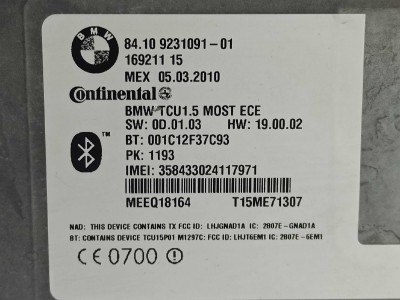 BMW
84.10 9231091-01
169211 15
MEX 05.03.2010
Continental
BMW TCU1.5 MOST ECE
SW: 0D.01.03 HW: 19.00.02
BT: 001C12F37C93
PK: 1193
IMEI: 358433024117971
MEEQ18164 T15ME71307
NAD: THIS DEVICE CONTAINS TX FCC ID: LHJGNAD1A IC: 2807E-GNAD1A
BT: CONTAINS DEVICE TCU15P01 M1297C: FCC ID: LHJT6EM1 IC: 2807E-6EM1
CE 0700